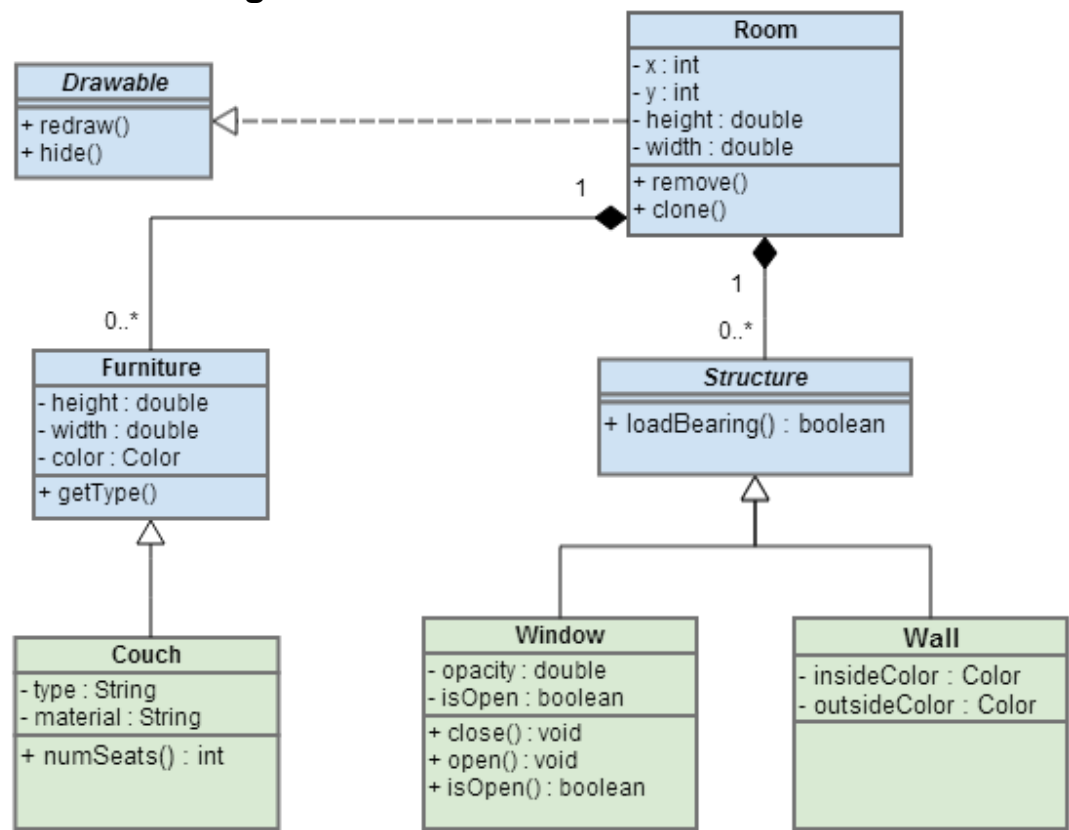 Room
- x : int
- y : int
- height : double
- width : double
+ remove()
+ clone()
Drawable
+ redraw()
+ hide()
1
0..*
1
0..*
Furniture
- height : double
- width : double
- color : Color
+ getType()
Structure
+ loadBearing() : boolean
Couch
- type : String
- material : String
+ numSeats() : int
Window
- opacity : double
- isOpen : boolean
+ close() : void
+ open() : void
+ isOpen() : boolean
Wall
- insideColor : Color
- outsideColor : Color